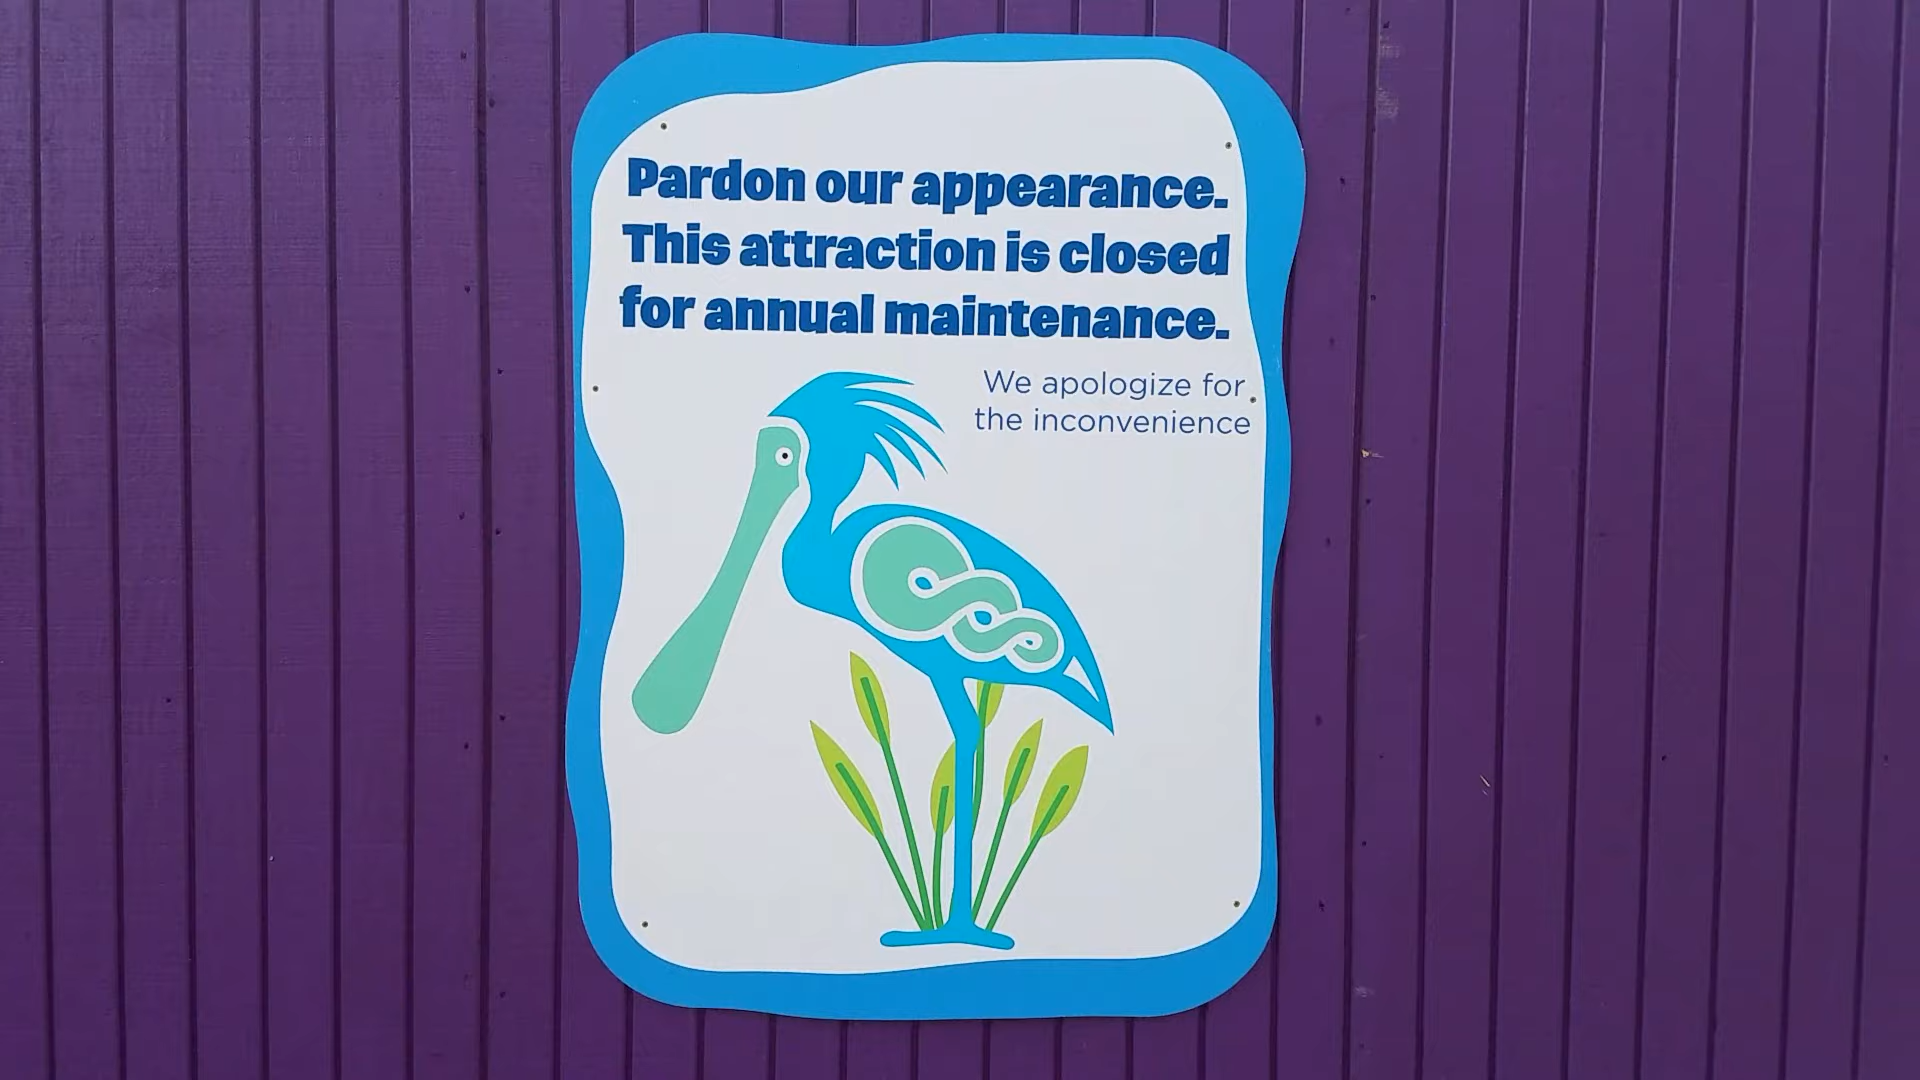 Pardon our appearance.
This attraction is closed
for annual maintenance.
We apologize for
the inconvenience